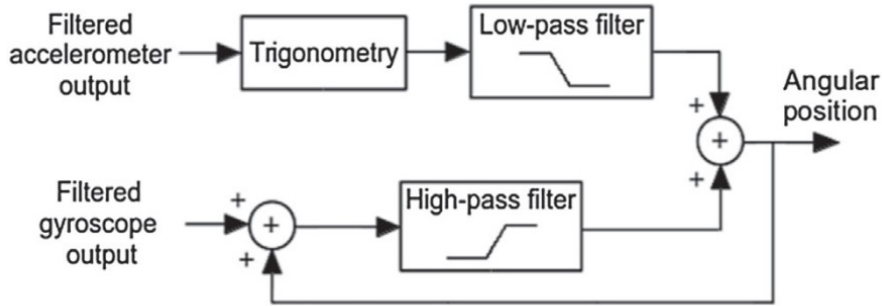 Filtered
accelerometer
output
Trigonometry
Low-pass filter
+
+
+
Angular
position
Filtered
gyroscope
output
+
+
+
High-pass filter